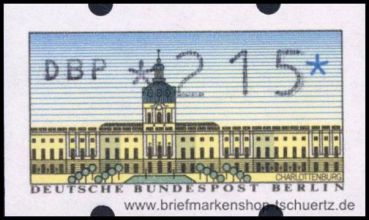 DBP *215*
CHARLOTTENBURG
DEUTSCHE BUNDESPOST BERLIN
www.briefmarkenshop-tschuertz.de